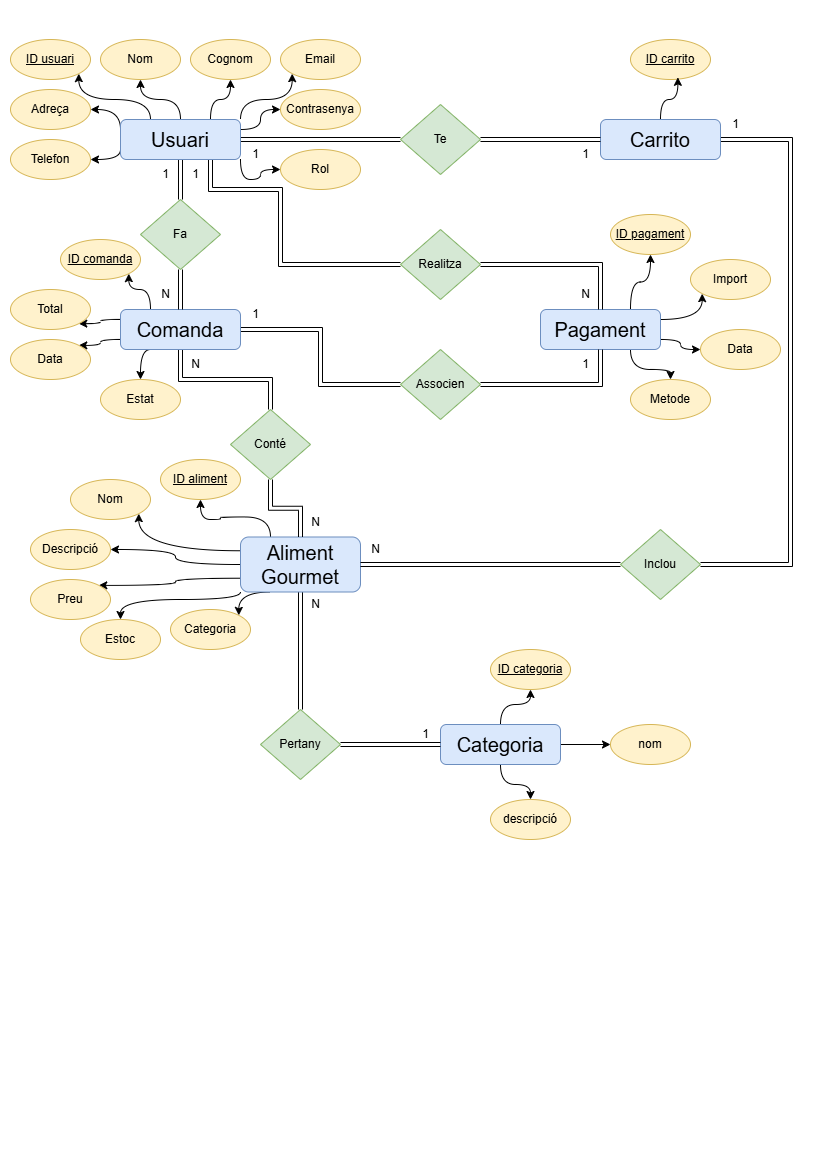 ID usuari
Nom
Cognom
Email
ID carrito
Adreça
Contrasenya
Usuari
Te
Carrito
1
1
1
Telefon
Rol
1
1
Fa
ID pagament
ID comanda
Realitza
Import
N
N
Total
Comanda
1
Pagament
Data
Data
N
Associen
1
Estat
Metode
Conté
ID aliment
Nom
N
Descripció
Aliment
Gourmet
N
Inclou
Preu
N
Estoc
Categoria
ID categoria
Pertany
1
Categoria
nom
descripció